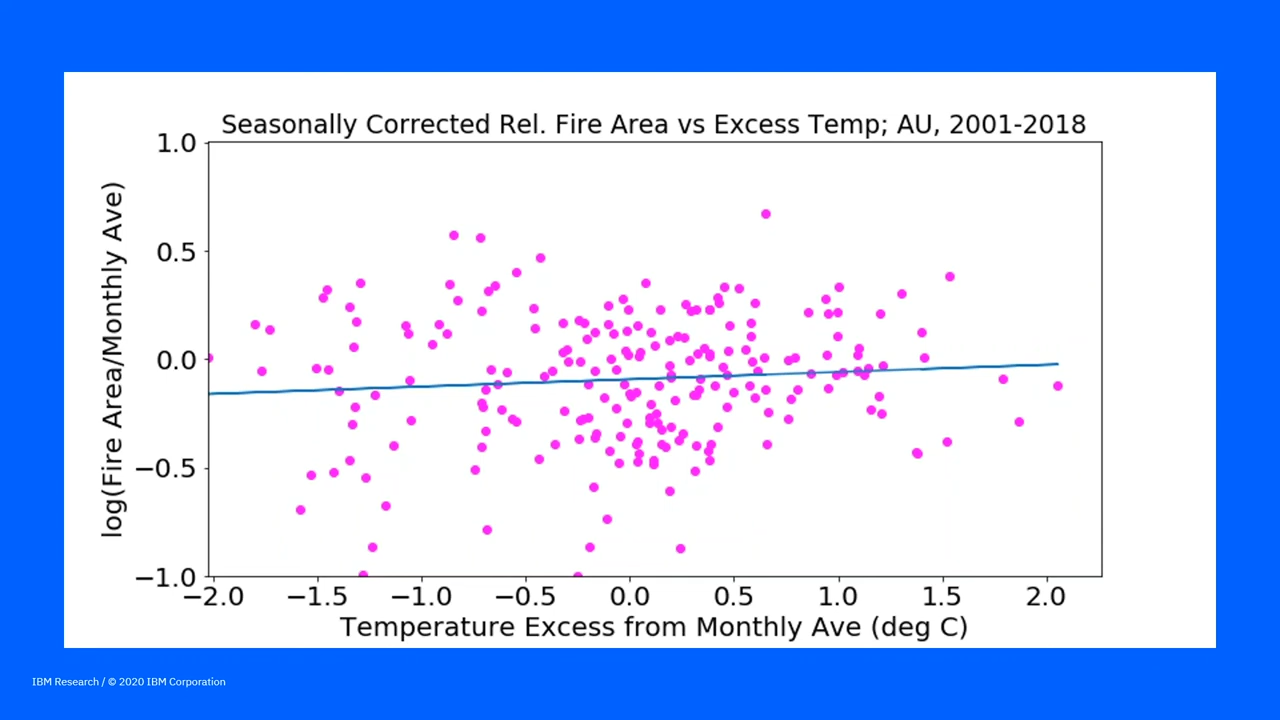 Seasonally Corrected Rel. Fire Area vs Excess Temp; AU, 2001-2018
1.0
0.5
0.0
−0.5
−1.0
log(Fire Area/Monthly Ave)
−2.0 −1.5 −1.0 −0.5 0.0 0.5 1.0 1.5 2.0
Temperature Excess from Monthly Ave (deg C)
IBM Research / © 2020 IBM Corporation